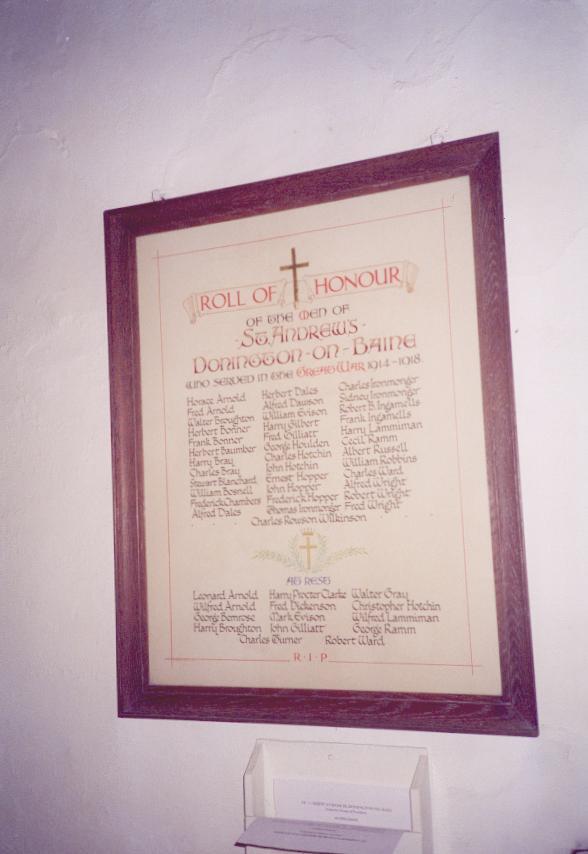 ROLL OF HONOUR
OF THE MEN OF
- ST. ANDREW'S -
DONINGTON - ON - BAINE
WHO SERVED IN THE GREAT WAR 1914-1918.
Horace Arnold Herbert Dales Charles Ironmonger
Fred Arnold Alfred Dawson Sidney Ironmonger
Walter Broughton William Evison Robert B. Ingamells
Herbert Bonner Harry Gilbert Frank Ingamells
Frank Bonner Fred Gilliatt Harry Lammiman
Herbert Baumber George Houlden Cecil Ramm
Harry Bray Charles Hotchin Albert Russell
Charles Bray John Hotchin William Robbins
Stewart Blanchard Ernest Hopper Charles Ward
William Bosnell John Hopper Alfred Wright
Frederick Chambers Frederick Hopper Robert Wright
Alfred Dales Thomas Ironmonger Fred Wright
Charles Rowson Wilkinson
AT REST
Leonard Arnold Harry Procter Clarke Walter Gray
Wilfred Arnold Fred Dickenson Christopher Hotchin
George Bemrose Mark Evison Wilfred Lammiman
Harry Broughton John Gilliatt George Ramm
Charles Turner Robert Ward
R · I · P